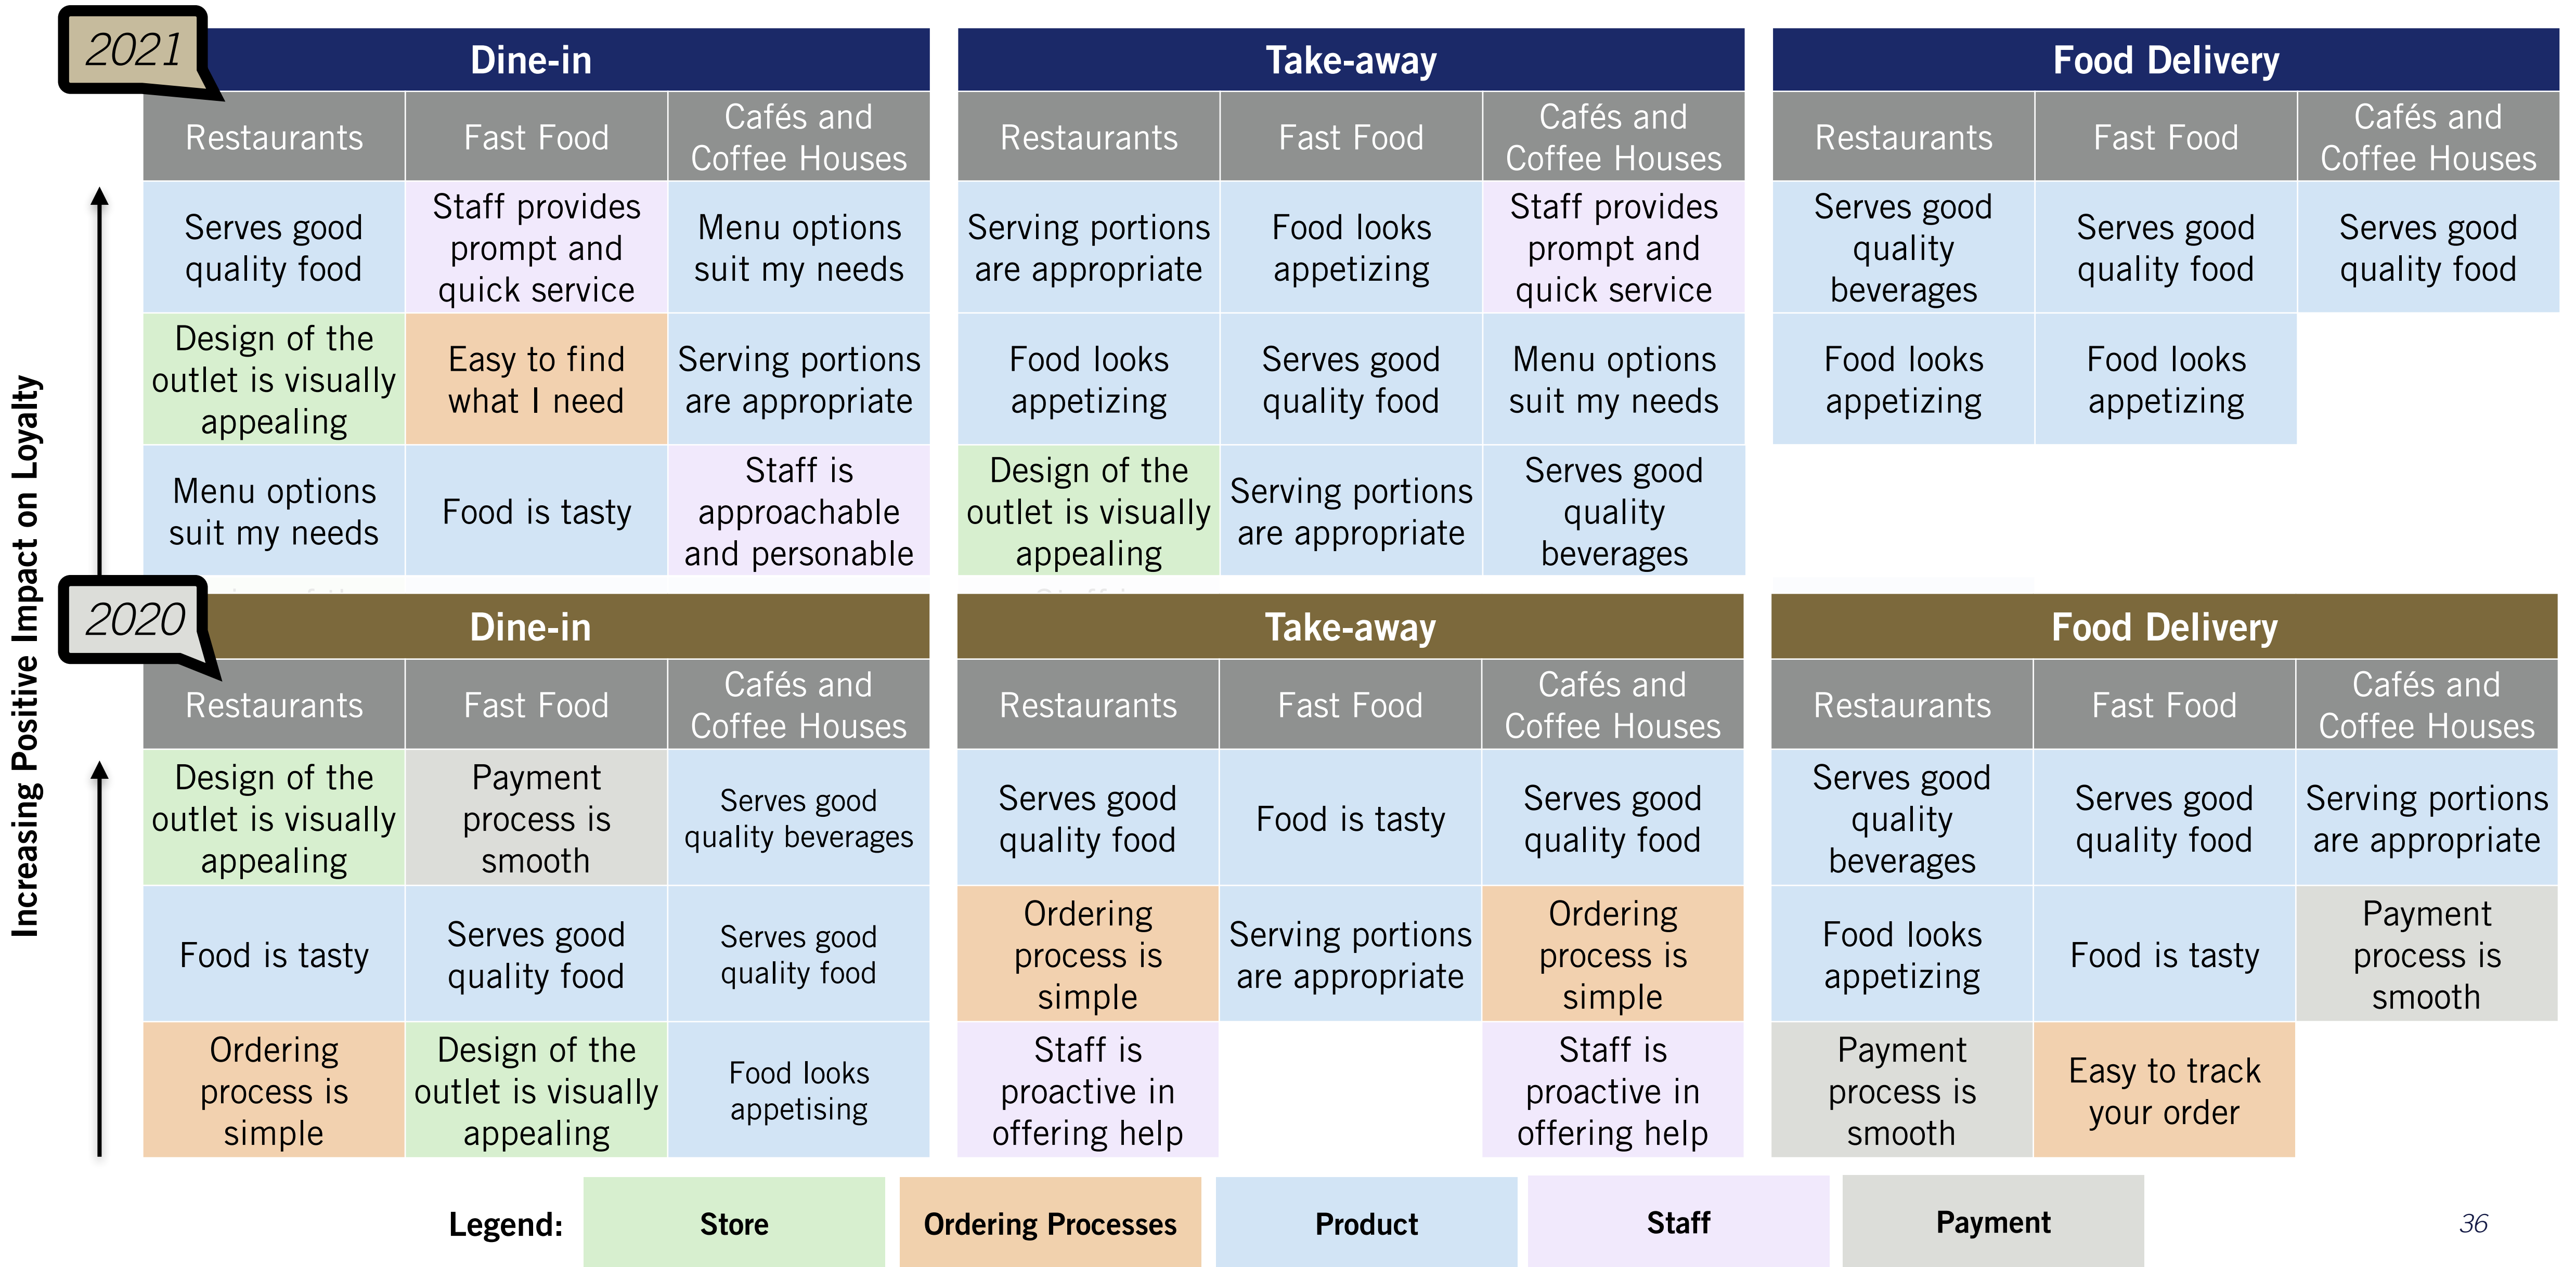 2021
Dine-in
Take-away
Food Delivery
Restaurants
Fast Food
Cafés and
Coffee Houses
Restaurants
Fast Food
Cafés and
Coffee Houses
Restaurants
Fast Food
Cafés and
Coffee Houses
Increasing Positive Impact on Loyalty
Serves good
quality food
Staff provides
prompt and
quick service
Menu options
suit my needs
Serving portions
are appropriate
Food looks
appetizing
Staff provides
prompt and
quick service
Serves good
quality
beverages
Serves good
quality food
Serves good
quality food
Design of the
outlet is visually
appealing
Easy to find
what I need
Serving portions
are appropriate
Food looks
appetizing
Serves good
quality food
Menu options
suit my needs
Food looks
appetizing
Food looks
appetizing
Menu options
suit my needs
Food is tasty
Staff is
approachable
and personable
Design of the
outlet is visually
appealing
Serving portions
are appropriate
Serves good
quality
beverages
2020
Dine-in
Take-away
Food Delivery
Restaurants
Fast Food
Cafés and
Coffee Houses
Restaurants
Fast Food
Cafés and
Coffee Houses
Restaurants
Fast Food
Cafés and
Coffee Houses
Design of the
outlet is visually
appealing
Payment
process is
smooth
Serves good
quality beverages
Serves good
quality food
Food is tasty
Serves good
quality food
Serves good
quality
beverages
Serves good
quality food
Serving portions
are appropriate
Food is tasty
Serves good
quality food
Serves good
quality food
Ordering
process is
simple
Serving portions
are appropriate
Ordering
process is
simple
Food looks
appetizing
Food is tasty
Payment
process is
smooth
Ordering
process is
simple
Design of the
outlet is visually
appealing
Food looks
appetising
Staff is
proactive in
offering help
Staff is
proactive in
offering help
Payment
process is
smooth
Easy to track
your order
Legend:
Store
Ordering Processes
Product
Staff
Payment
36